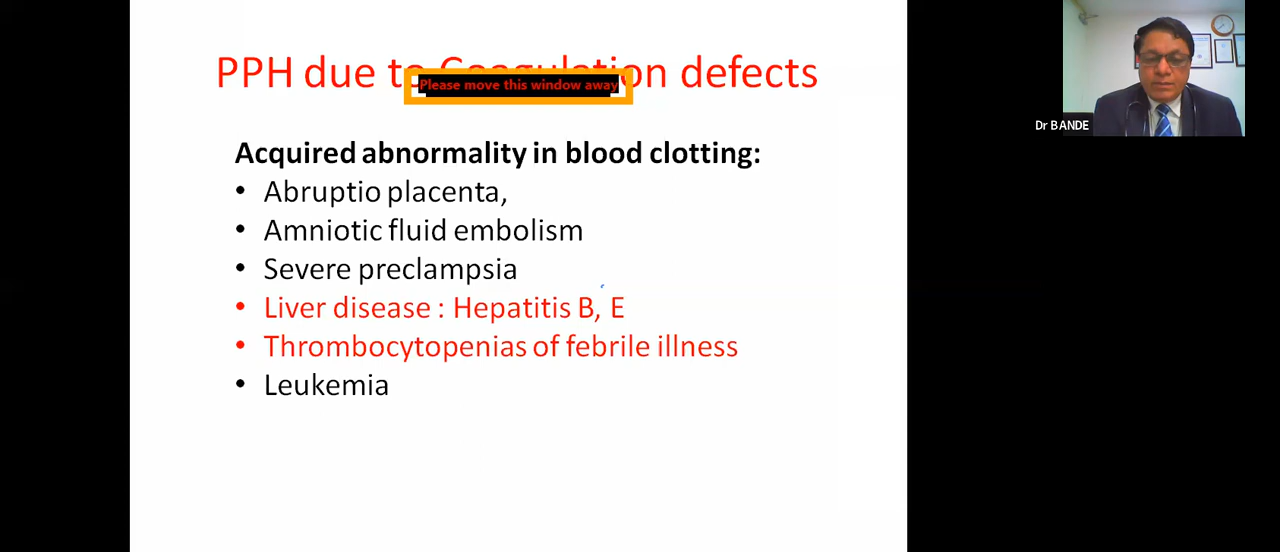 PPH due to Coagulation defects
Please move this window away
Dr BANDE
Acquired abnormality in blood clotting:
• Abruptio placenta,
• Amniotic fluid embolism
• Severe preclampsia
• Liver disease : Hepatitis B, E
• Thrombocytopenias of febrile illness
• Leukemia